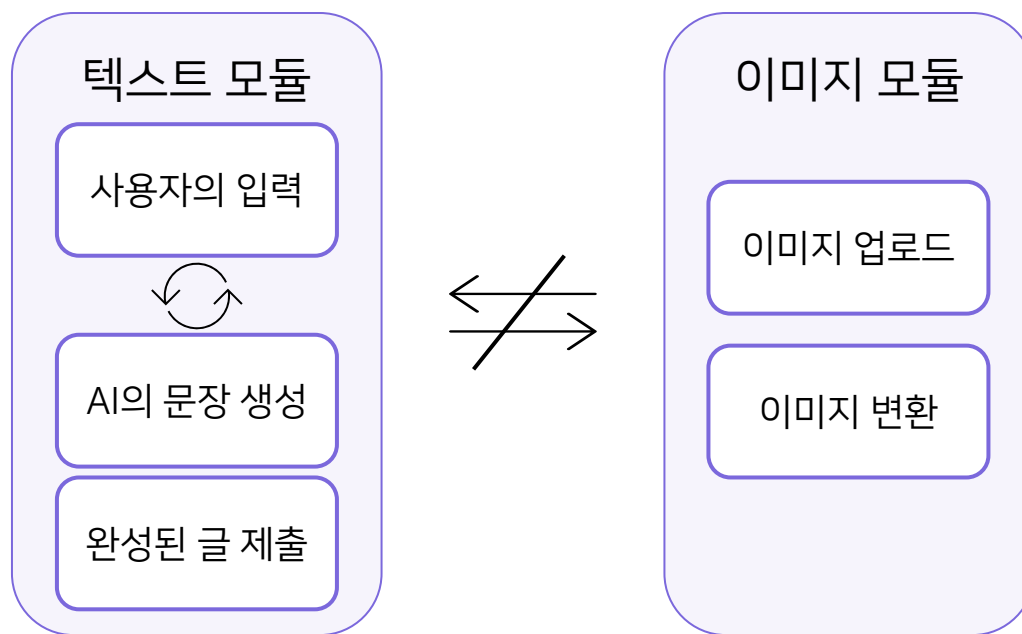 텍스트 모듈
사용자의 입력
AI의 문장 생성
완성된 글 제출
이미지 모듈
이미지 업로드
이미지 변환